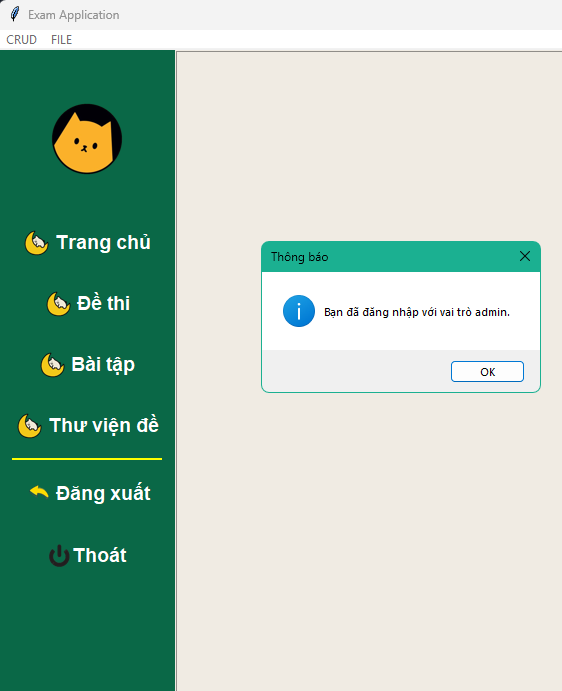 Exam Application
CRUD FILE
Trang chủ
Đề thi
Bài tập
Thư viện đề
Đăng xuất
Thoát
Thông báo
Bạn đã đăng nhập với vai trò admin.
OK